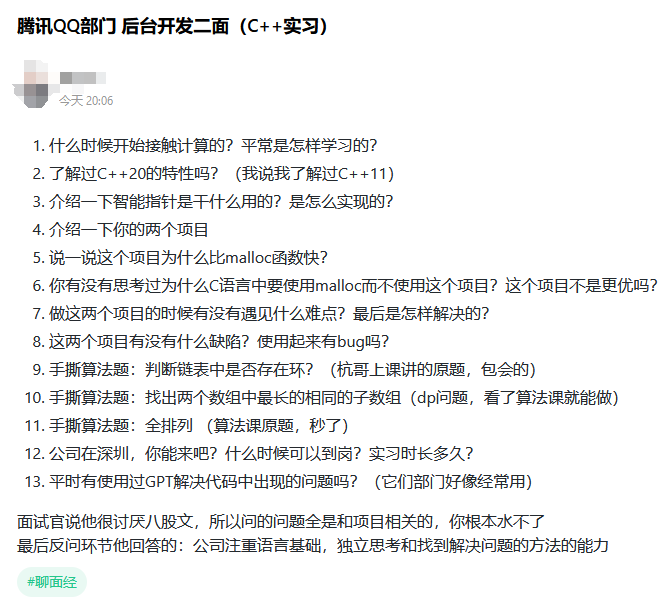 腾讯QQ部门 后台开发二面（C++实习）
今天 20:06
1. 什么时候开始接触计算的？平常是怎样学习的？
2. 了解过C++20的特性吗？（我说我了解过C++11）
3. 介绍一下智能指针是干什么用的？是怎么实现的？
4. 介绍一下你的两个项目
5. 说一说这个项目为什么比malloc函数快？
6. 你有没有思考过为什么C语言中要使用malloc而不使用这个项目？这个项目不是更优吗？
7. 做这两个项目的时候有没有遇见什么难点？最后是怎样解决的？
8. 这两个项目有没有什么缺陷？使用起来有bug吗？
9. 手撕算法题：判断链表中是否存在环？（杭哥上课讲的原题，包会的）
10. 手撕算法题：找出两个数组中最长的相同的子数组（dp问题，看了算法课就能做）
11. 手撕算法题：全排列 （算法课原题，秒了）
12. 公司在深圳，你能来吧？什么时候可以到岗？实习时长多久？
13. 平时有使用过GPT解决代码中出现的问题吗？（它们部门好像经常用）
面试官说他很讨厌八股文，所以问的问题全是和项目相关的，你根本水不了
最后反问环节他回答的：公司注重语言基础，独立思考和找到解决问题的方法的能力
#聊面经